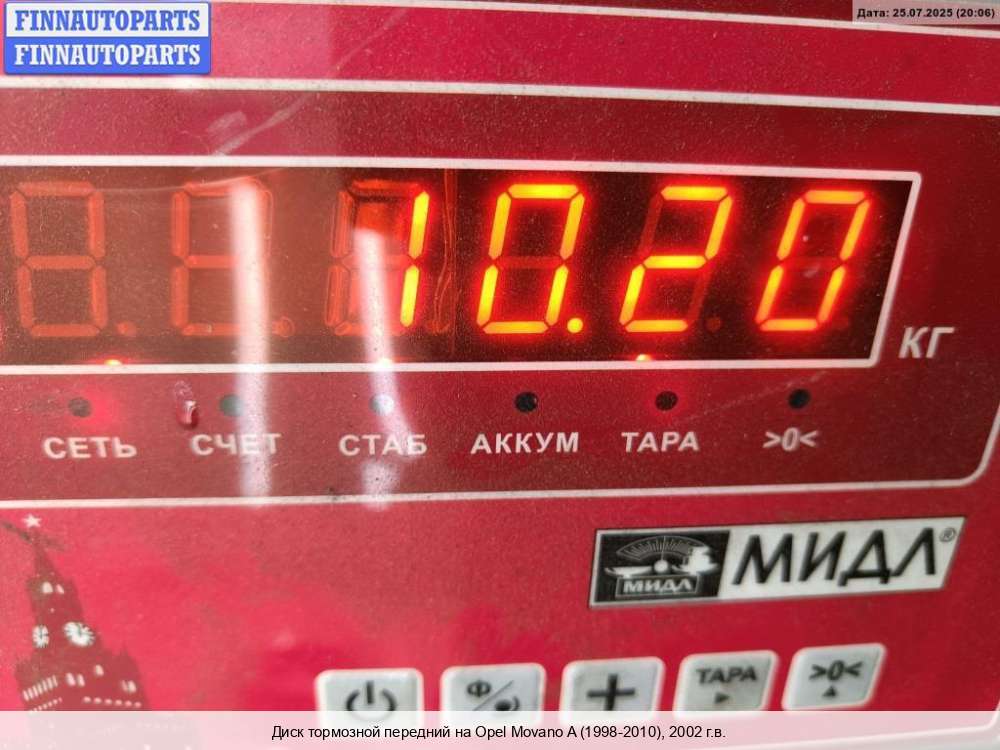 FINNAUTOPARTS
FINNAUTOPARTS
Дата: 25.07.2025 (20:06)
10.20
КГ
СЕТЬ СЧЕТ СТАБ АККУМ ТАРА >0<
МИДЛ МИДЛ®
Ф + ТАРА >0<
Диск тормозной передний на Opel Movano A (1998-2010), 2002 г.в.